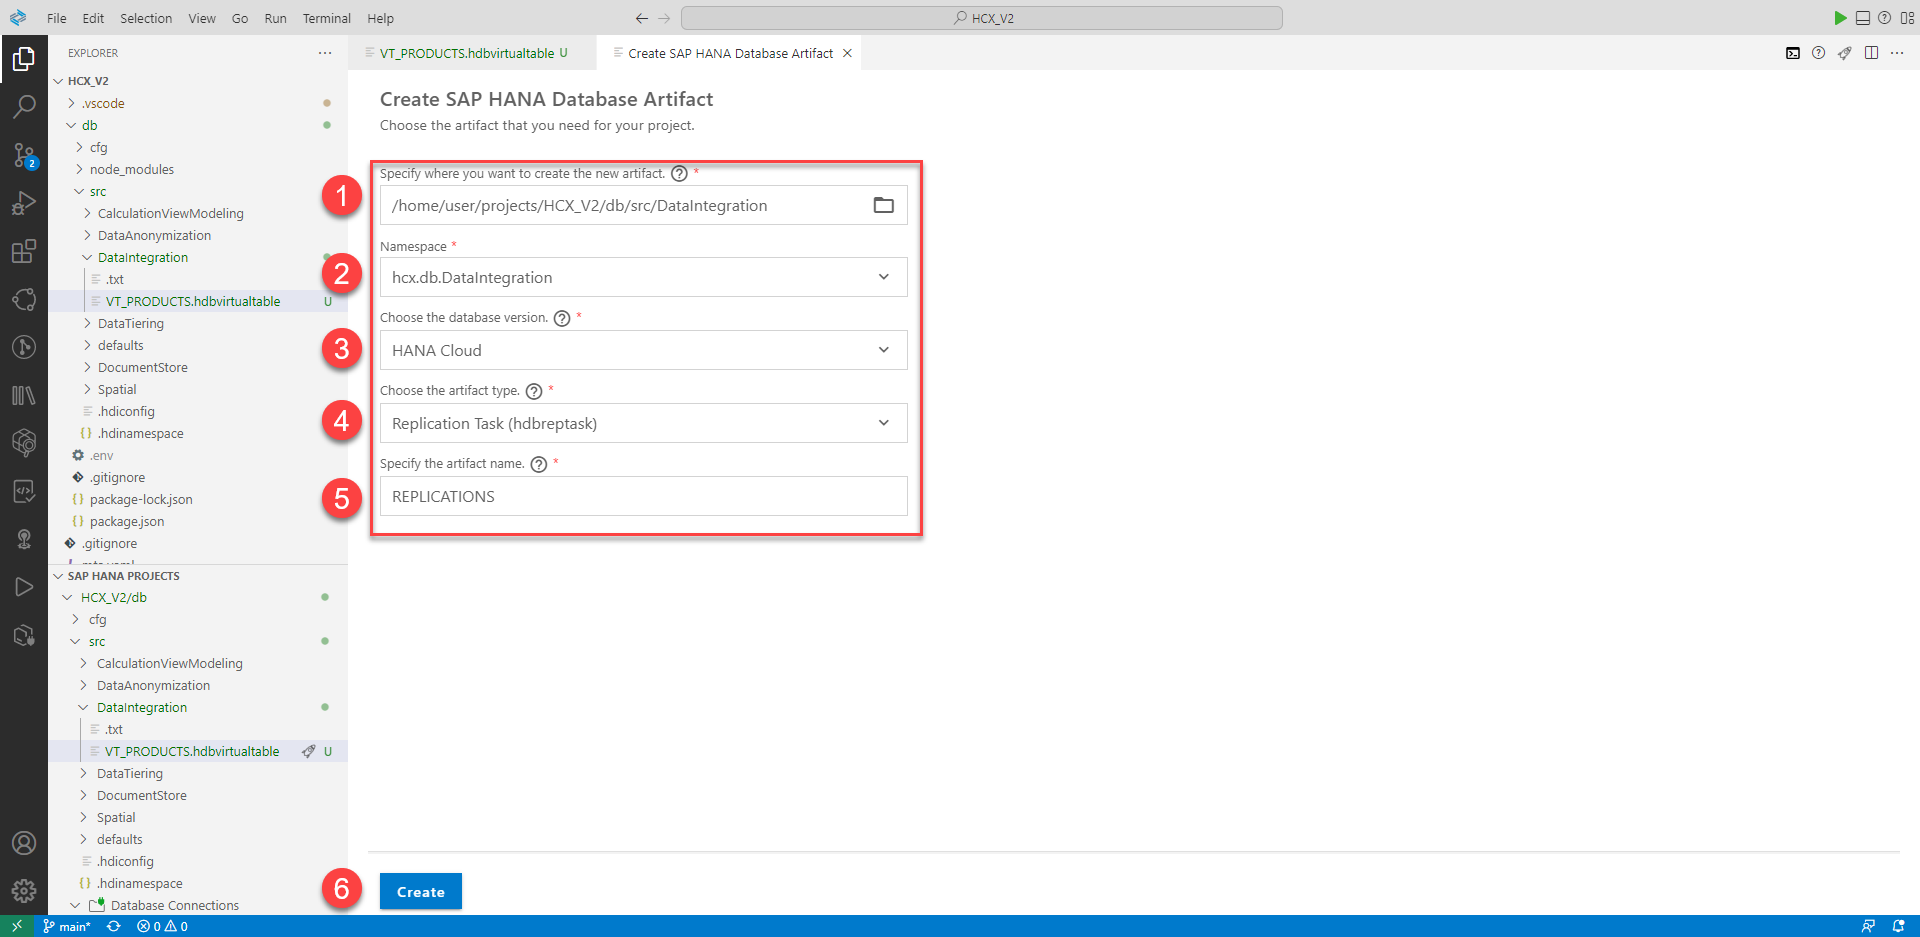 File Edit Selection View Go Run Terminal Help
HCX_V2
EXPLORER
VT_PRODUCTS.hdbvirtualtable U
Create SAP HANA Database Artifact
HCX_V2
.vscode
db
cfg
node_modules
src
CalculationViewModeling
DataAnonymization
DataIntegration
.txt
VT_PRODUCTS.hdbvirtualtable U
DataTiering
defaults
DocumentStore
Spatial
.hdiconfig
.hdinamespace
.env
.gitignore
package-lock.json
package.json
.gitignore
SAP HANA PROJECTS
HCX_V2/db
cfg
src
CalculationViewModeling
DataAnonymization
DataIntegration
.txt
VT_PRODUCTS.hdbvirtualtable U
DataTiering
DocumentStore
Spatial
defaults
.hdiconfig
.hdinamespace
Database Connections
2
Create SAP HANA Database Artifact
Choose the artifact that you need for your project.
Specify where you want to create the new artifact. *
1
/home/user/projects/HCX_V2/db/src/DataIntegration
Namespace *
2
hcx.db.DataIntegration
Choose the database version. *
3
HANA Cloud
Choose the artifact type. *
4
Replication Task (hdbreptask)
Specify the artifact name. *
5
REPLICATIONS
6
Create
main* 0 0